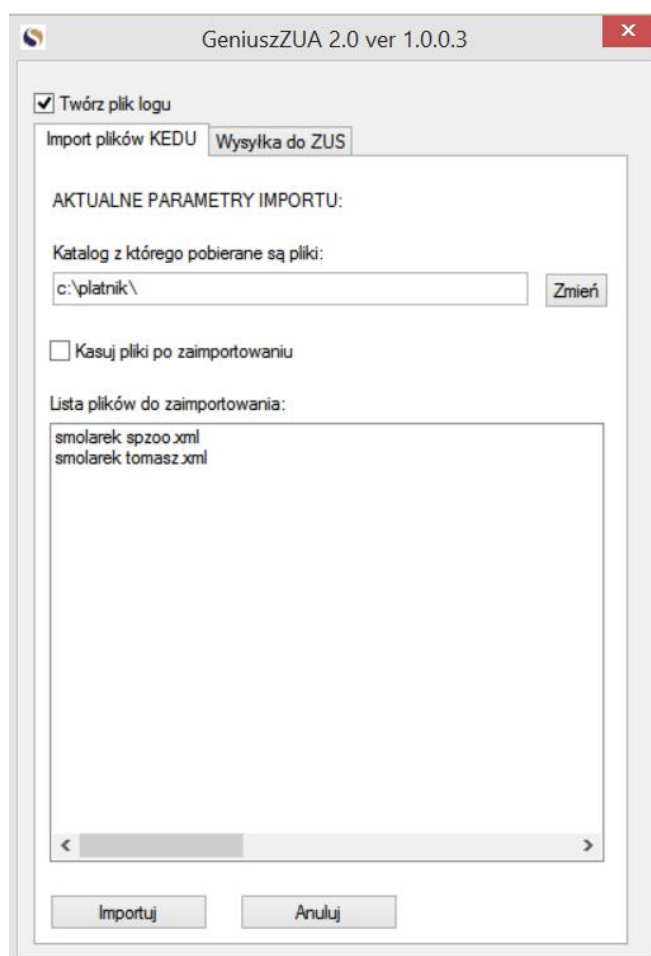 GeniuszZUA 2.0 ver 1.0.0.3
Twórz plik logu
Import plików KEDU Wysyłka do ZUS
AKTUALNE PARAMETRY IMPORTU:
Katalog z którego pobierane są pliki:
c:\platnik\ Zmień
Kasuj pliki po zaimportowaniu
Lista plików do zaimportowania:
smolarek spzoo.xml
smolarek tomasz.xml
Importuj Anuluj